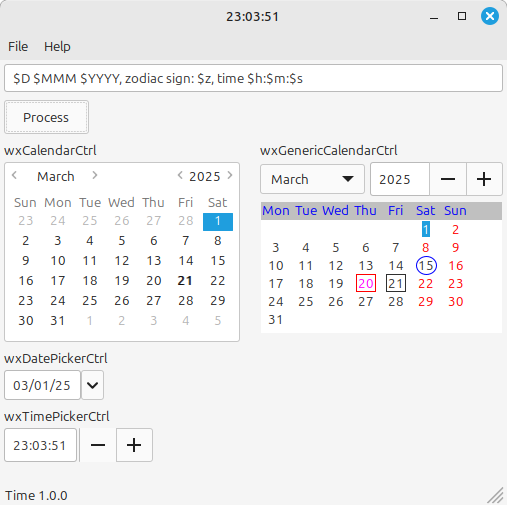 23:03:51
File Help
$D $MMM $YYYY, zodiac sign: $z, time $h:$m:$s
Process
wxCalendarCtrl
March 2025
Sun Mon Tue Wed Thu Fri Sat
23 24 25 26 27 28 1
2 3 4 5 6 7 8
9 10 11 12 13 14 15
16 17 18 19 20 21 22
23 24 25 26 27 28 29
30 31 1 2 3 4 5
wxGenericCalendarCtrl
March 2025
Mon Tue Wed Thu Fri Sat Sun
1 2
3 4 5 6 7 8 9
10 11 12 13 14 15 16
17 18 19 20 21 22 23
24 25 26 27 28 29 30
31
wxDatePickerCtrl
03/01/25
wxTimePickerCtrl
23:03:51
Time 1.0.0